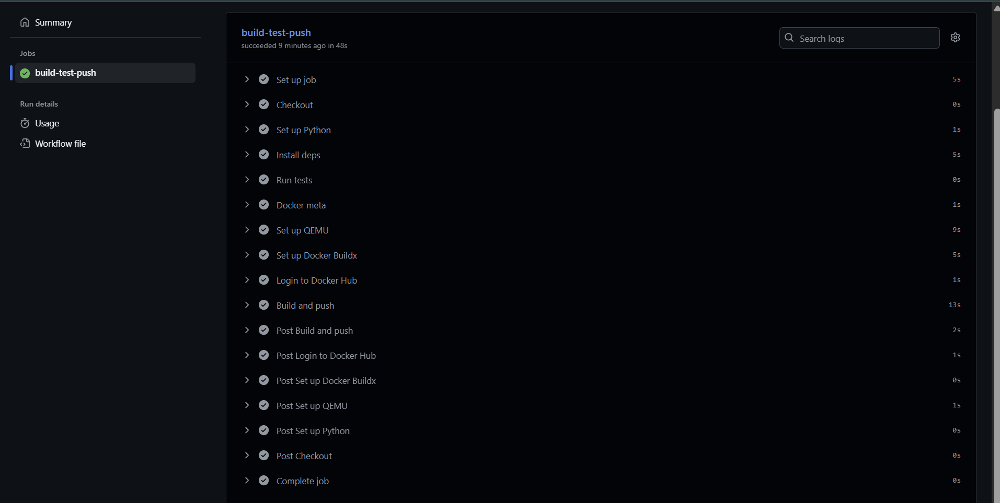 Summary
Jobs
build-test-push
Run details
Usage
Workflow file
build-test-push
succeeded 9 minutes ago in 48s
Search logs
Set up job 5s
Checkout 0s
Set up Python 1s
Install deps 5s
Run tests 0s
Docker meta 1s
Set up QEMU 9s
Set up Docker Buildx 5s
Login to Docker Hub 1s
Build and push 13s
Post Build and push 2s
Post Login to Docker Hub 1s
Post Set up Docker Buildx 0s
Post Set up QEMU 1s
Post Set up Python 0s
Post Checkout 0s
Complete job 0s